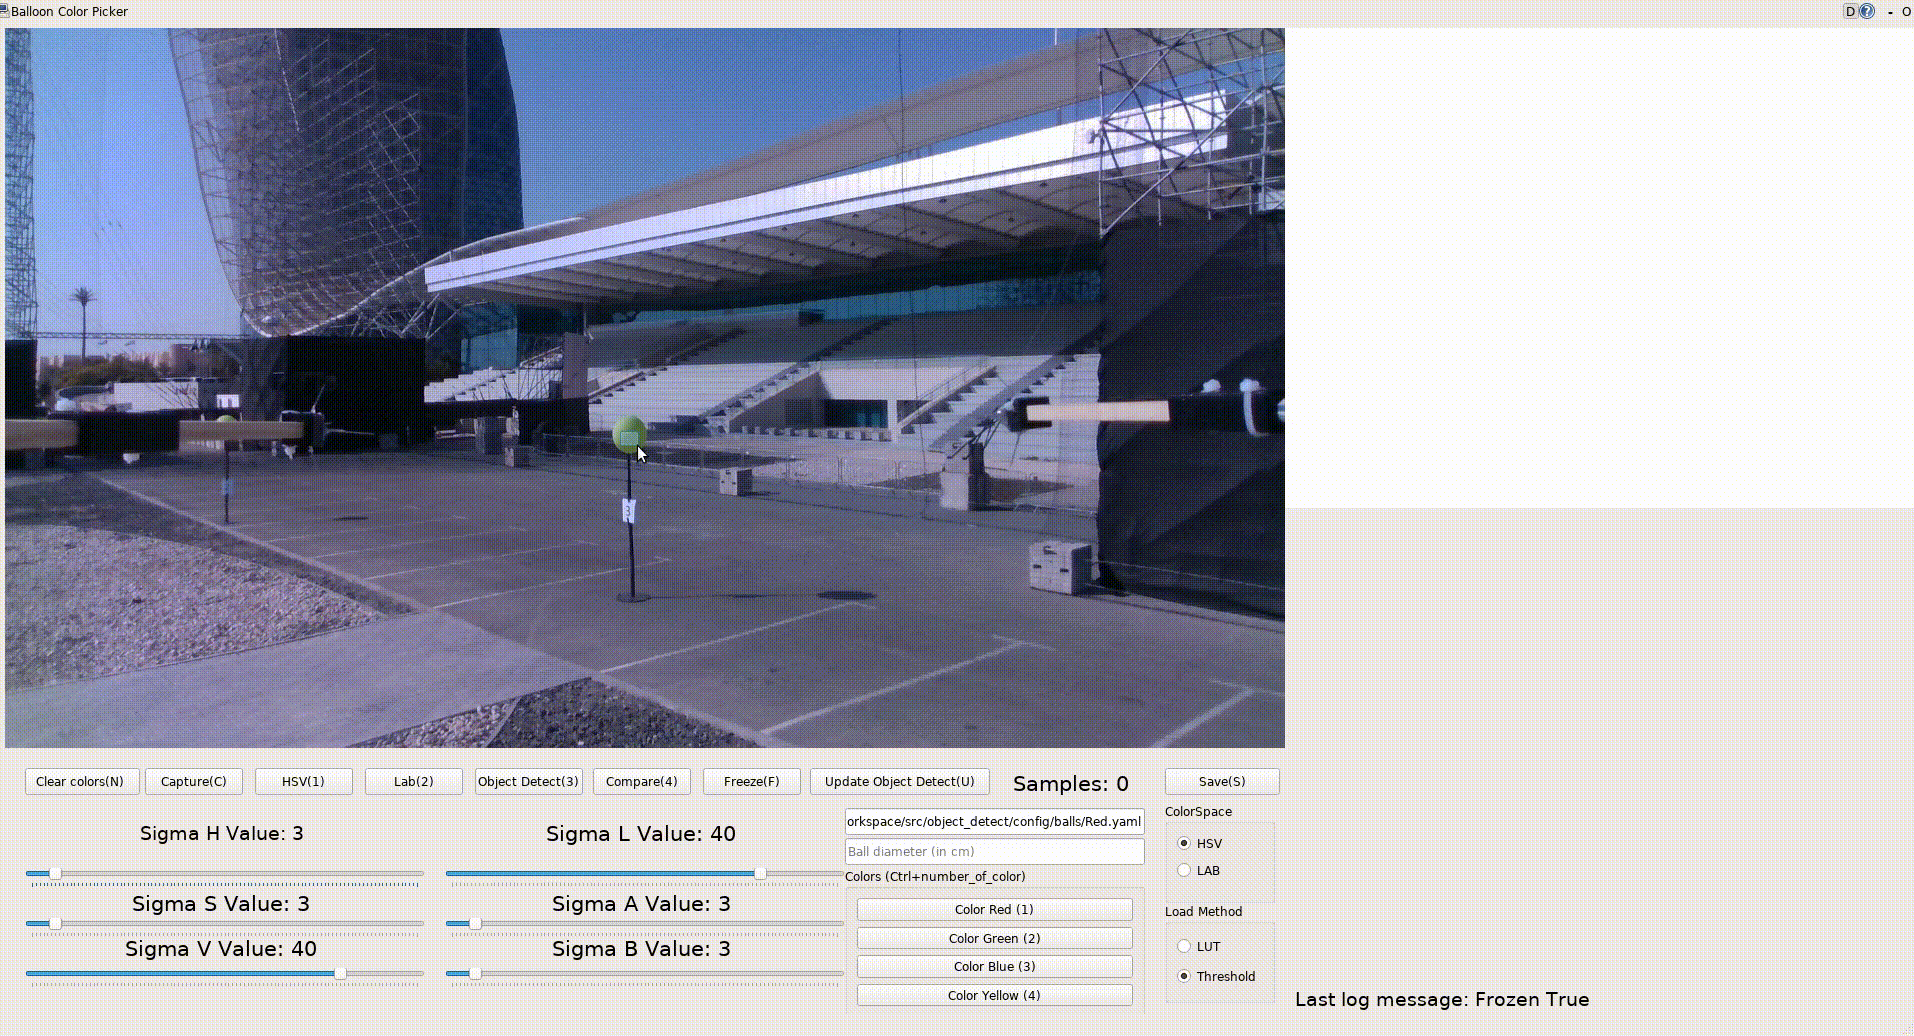 Balloon Color Picker
D ? - O
3
Clear colors(N) Capture(C) HSV(1) Lab(2) Object Detect(3) Compare(4) Freeze(F) Update Object Detect(U) Samples: 0 Save(S)
Sigma H Value: 3
Sigma S Value: 3
Sigma V Value: 40
Sigma L Value: 40
Sigma A Value: 3
Sigma B Value: 3
orkspace/src/object_detect/config/balls/Red.yaml
Ball diameter (in cm)
Colors (Ctrl+number_of_color)
Color Red (1)
Color Green (2)
Color Blue (3)
Color Yellow (4)
ColorSpace
HSV
LAB
Load Method
LUT
Threshold
Last log message: Frozen True